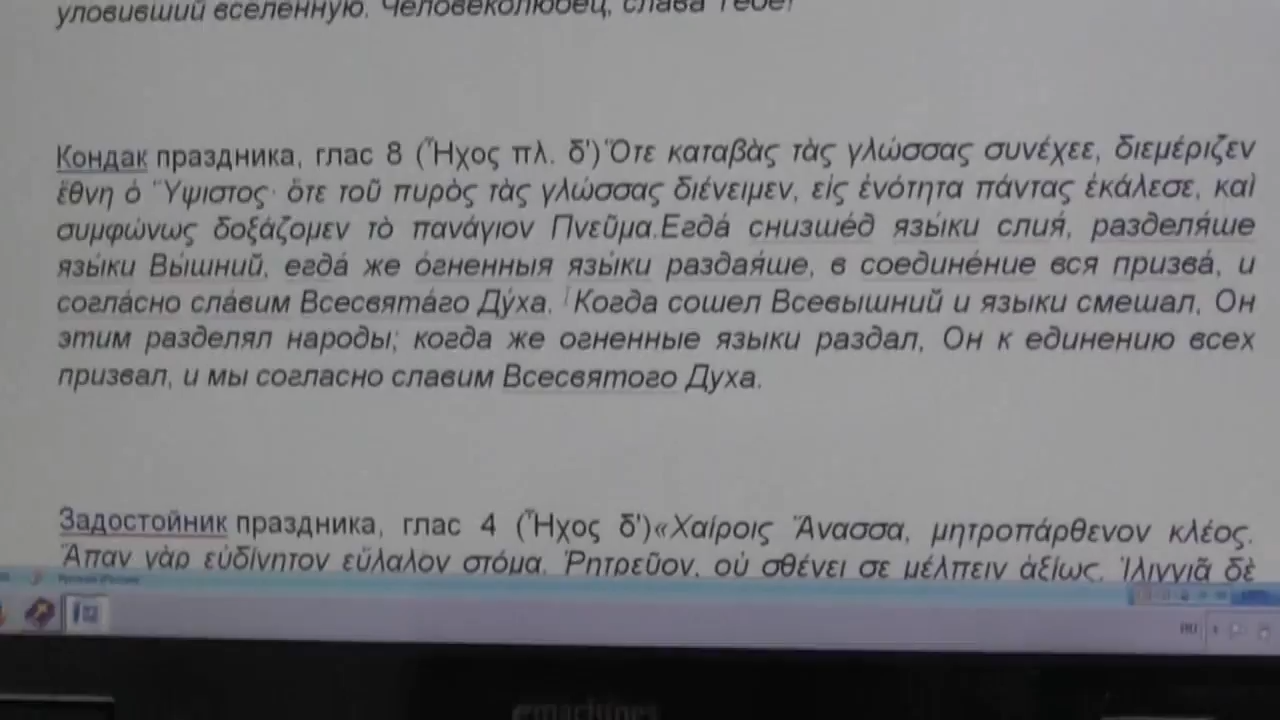 уловивший вселенную. Человеколюбец, слава Тебе!
Кондак праздника, глас 8 (Ἦχος πλ. δ')Ὅτε καταβὰς τὰς γλώσσας συνέχεε, διεμέριζεν
ἔθνη ὁ Ὕψιστος· ὅτε τοῦ πυρὸς τὰς γλώσσας διένειμεν, εἰς ἑνότητα πάντας ἐκάλεσε, καὶ
συμφώνως δοξάζομεν τὸ πανάγιον Πνεῦμα.Егда́ снизше́д язы́ки слия́, разделя́ше
язы́ки Вы́шний, егда́ же о́гненныя язы́ки раздая́ше, в соедине́ние вся призва́, и
согла́сно сла́вим Всесвята́го Ду́ха. Когда сошел Всевышний и языки смешал, Он
этим разделял народы; когда же огненные языки раздал, Он к единению всех
призвал, и мы согласно славим Всесвятого Духа.
Задостойник праздника, глас 4 (Ἦχος δ')«Χαίροις Ἄνασσα, μητροπάρθενον κλέος.
Ἅπαν γὰρ εὐδίνητον εὔλαλον στόμα. Ῥητρεῦον, οὐ σθένει σε μέλπειν ἀξίως. Ἰλιγγιᾷ δὲ
RU
emachines